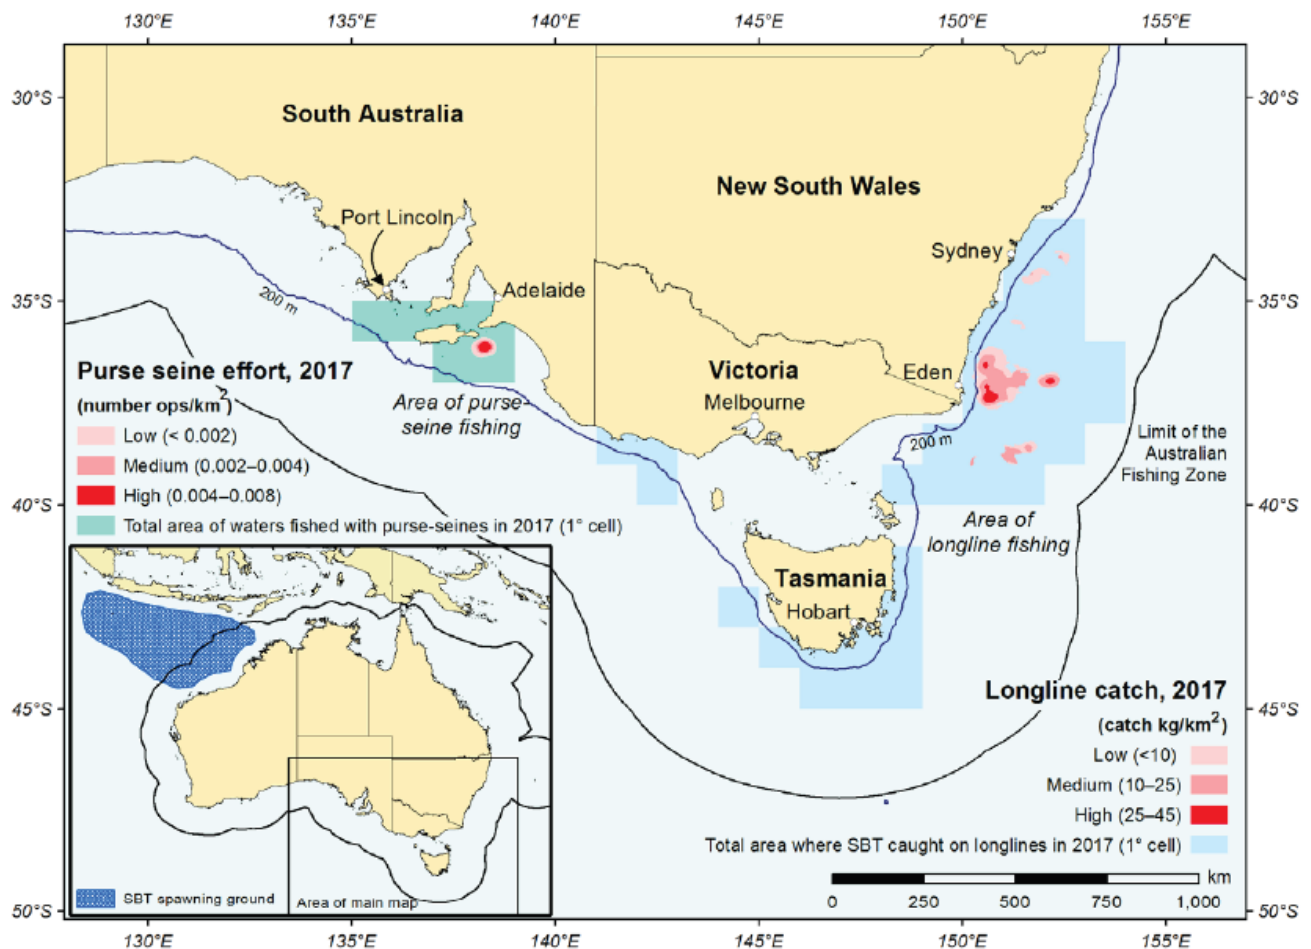 130°E 135°E 140°E 145°E 150°E 155°E
30°S 30°S
South Australia
New South Wales
Port Lincoln
Sydney
35°S 35°S
200 m
Adelaide
Purse seine effort, 2017
(number ops/km2)
Low (< 0.002)
Medium (0.002–0.004)
High (0.004–0.008)
Total area of waters fished with purse-seines in 2017 (1° cell)
Area of purse-
seine fishing
Victoria
Melbourne
Eden
200 m
Limit of the
Australian
Fishing Zone
40°S 40°S
Area of
longline fishing
Tasmania
Hobart
45°S 45°S
Longline catch, 2017
(catch kg/km2)
Low (<10)
Medium (10–25)
High (25–45)
Total area where SBT caught on longlines in 2017 (1° cell)
SBT spawning ground
Area of main map
km
0 250 500 750 1,000
50°S 50°S
130°E 135°E 140°E 145°E 150°E 155°E